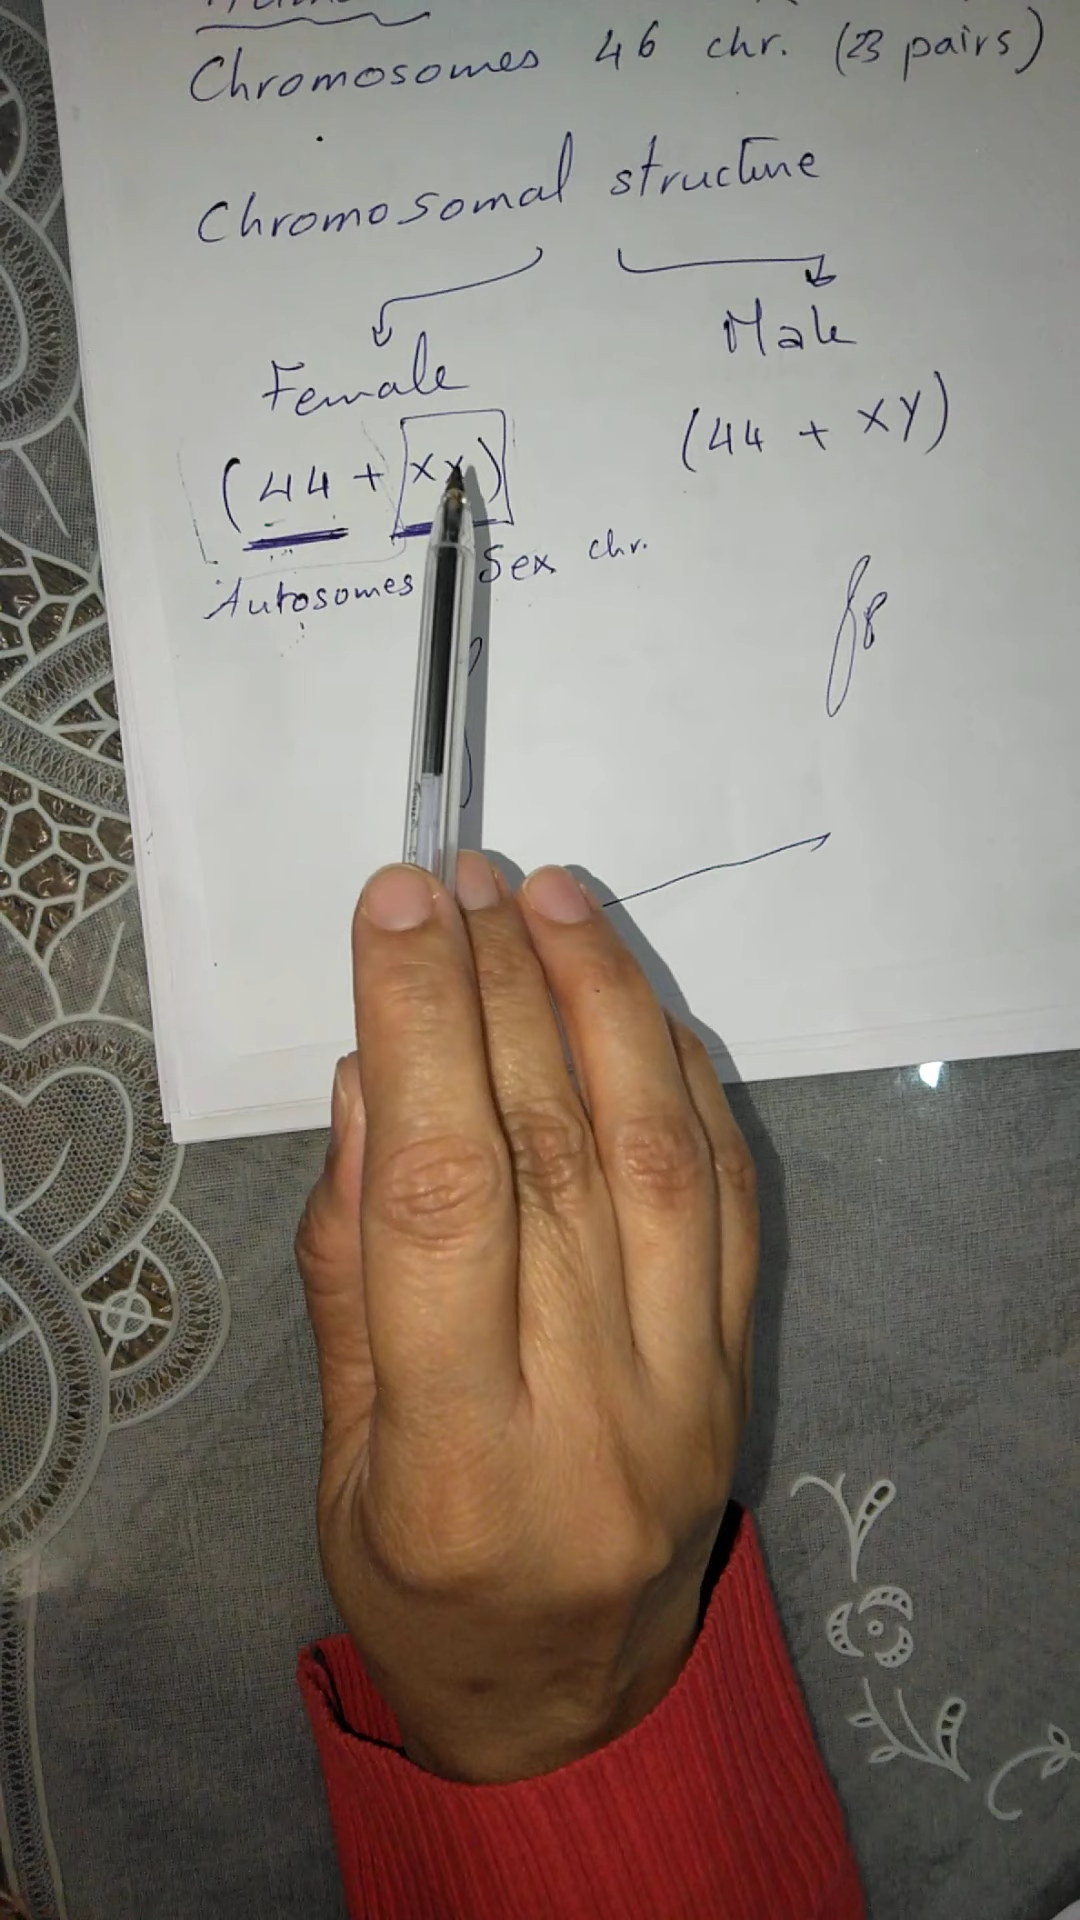 Chromosomes 46 chr. (23 pairs)
Chromosomal structure
Female
Male
(44 + XX)
(44 + XY)
Autosomes
Sex chr.